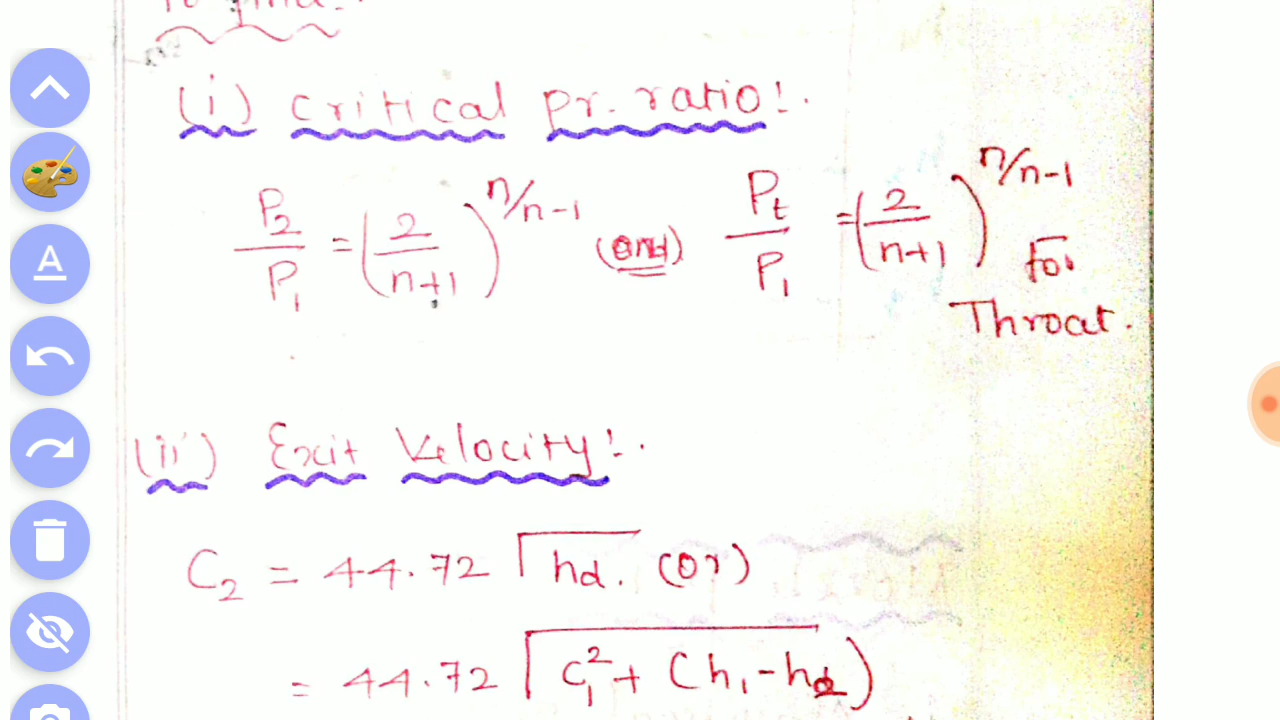 (i) Critical Pr. ratio:.
P2/P1 = (2/n+1)^n/n-1 (and) Pt/P1 = (2/n+1)^n/n-1 For
Throat.
(ii) Exit Velocity:.
C2 = 44.72 √hd. (or)
= 44.72 √C1² + (h1-h2)
A